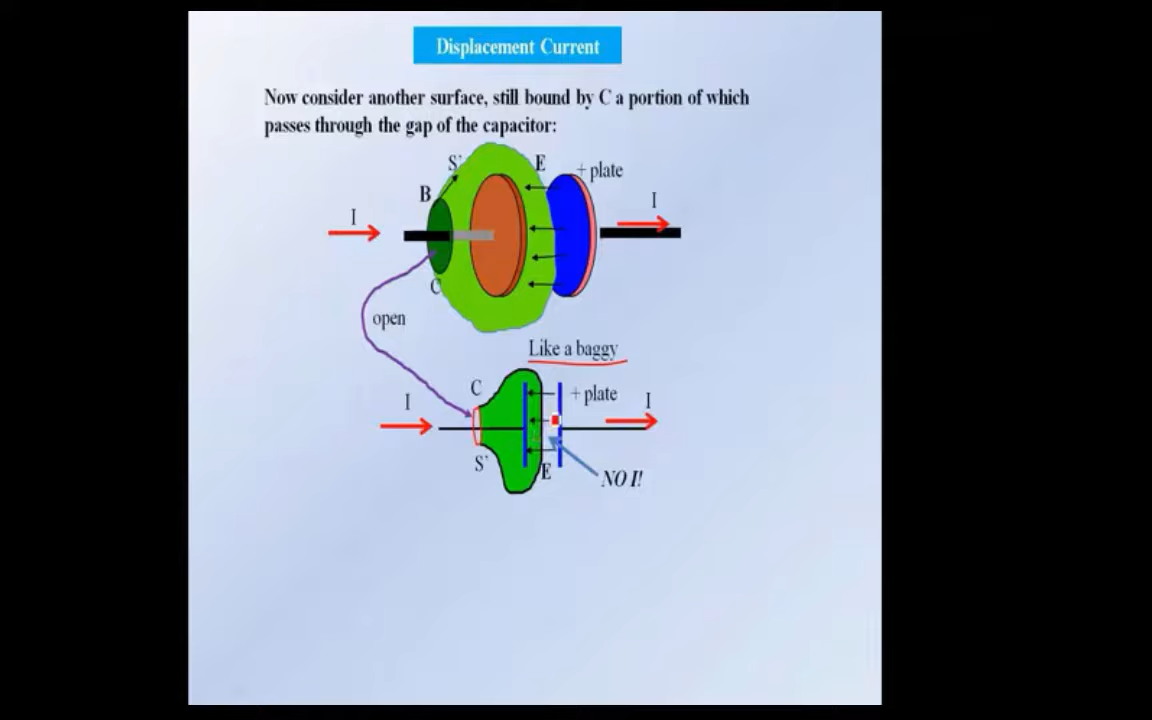 Displacement Current
Now consider another surface, still bound by C a portion of which
passes through the gap of the capacitor:
S'
E
+ plate
B
I
I
C
open
Like a baggy
C
+ plate
I
I
S'
E
NO I!